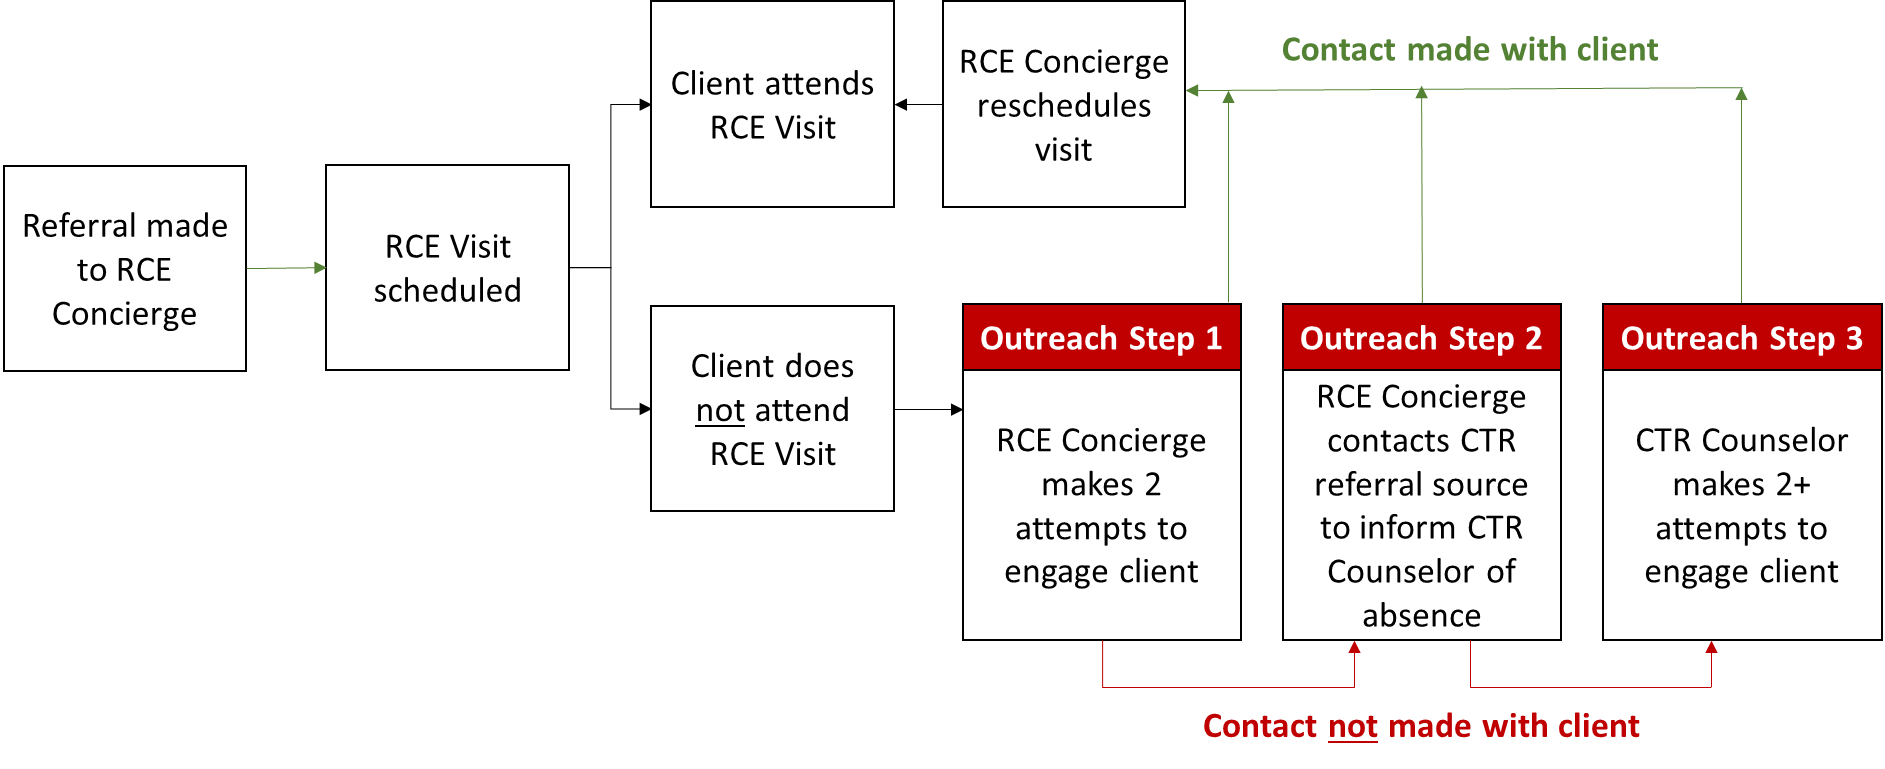 Referral made
to RCE
Concierge
RCE Visit
scheduled
Client attends
RCE Visit
RCE Concierge
reschedules
visit
Contact made with client
Client does
not attend
RCE Visit
Outreach Step 1
RCE Concierge
makes 2
attempts to
engage client
Outreach Step 2
RCE Concierge
contacts CTR
referral source
to inform CTR
Counselor of
absence
Outreach Step 3
CTR Counselor
makes 2+
attempts to
engage client
Contact not made with client